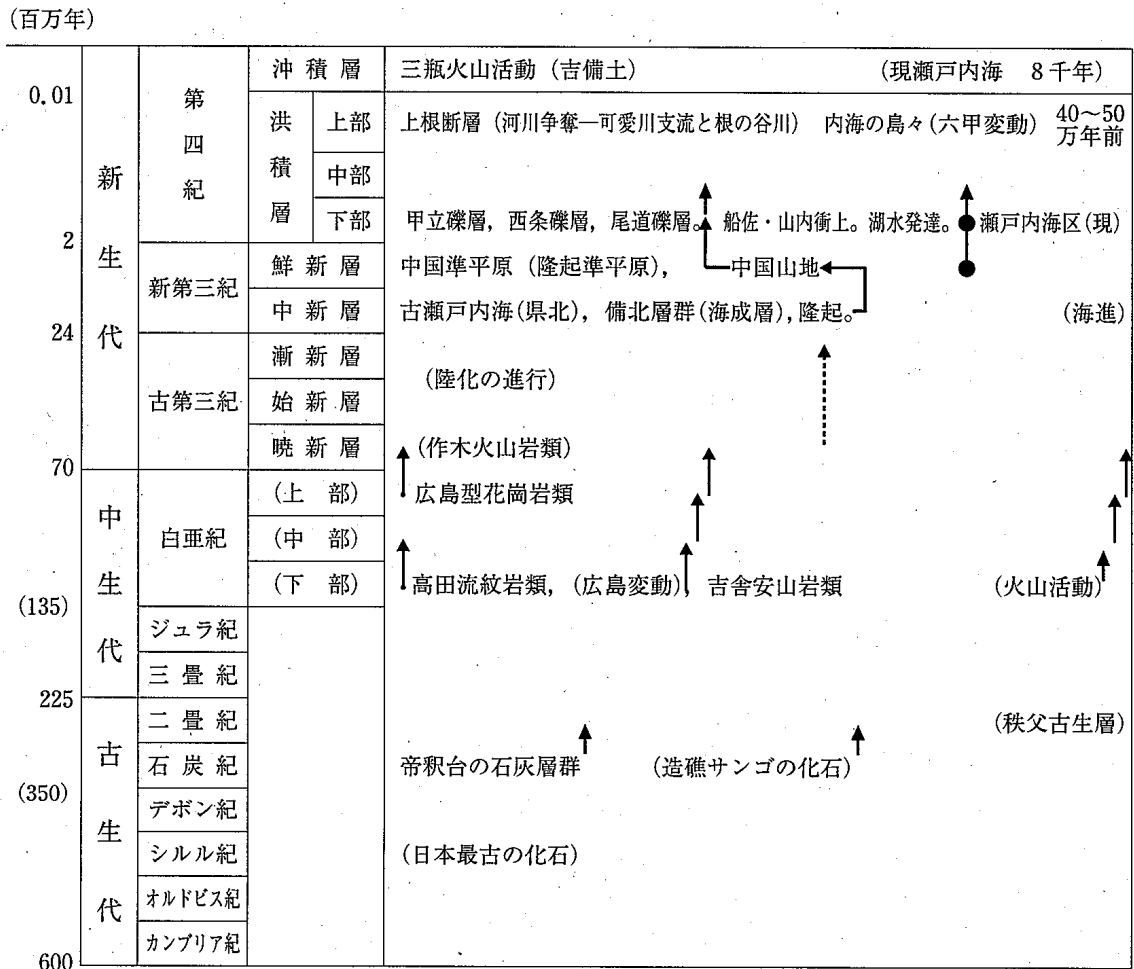 (百万年)
沖積層 三瓶火山活動(吉備土) (現瀬戸内海 8千年)
0.01
新生代
第四紀
洪積層
上部 上根断層(河川争奪―可愛川支流と根の谷川) 内海の島々(六甲変動) 40〜50万年前
中部
下部 甲立礫層,西条礫層,尾道礫層。 船佐・山内衝上。湖水発達。 瀬戸内海区(現)
2
新第三紀
鮮新層 中国準平原(隆起準平原), 中国山地
中新層 古瀬戸内海(県北),備北層群(海成層),隆起。 (海進)
24
古第三紀
漸新層
(陸化の進行)
始新層
暁新層 (作木火山岩類)
70
中生代
白亜紀
(上部) 広島型花崗岩類
(中部)
(下部) 高田流紋岩類,(広島変動), 吉舎安山岩類 (火山活動)
(135)
ジュラ紀
三畳紀
225
古生代
二畳紀 (秩父古生層)
石炭紀 帝釈台の石灰層群 (造礁サンゴの化石)
(350)
デボン紀
シルル紀 (日本最古の化石)
オルドビス紀
カンブリア紀
600